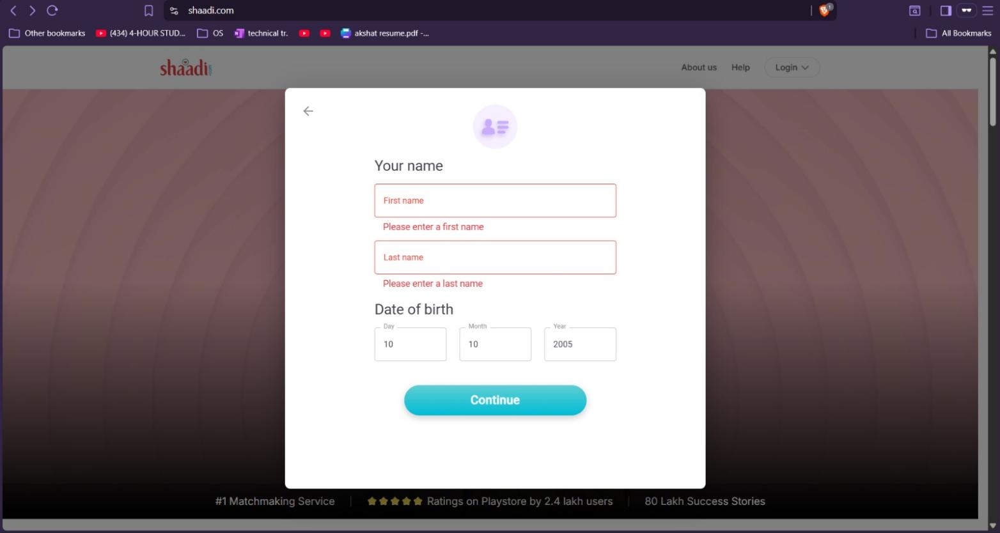 shaadi.com
1
Other bookmarks
(434) 4-HOUR STUD...
OS
technical tr.
akshat resume.pdf -...
All Bookmarks
shaadi.com
About us
Help
Login
Your name
First name
Please enter a first name
Last name
Please enter a last name
Date of birth
Day Month Year
10 10 2005
Continue
#1 Matchmaking Service | ★★★★★ Ratings on Playstore by 2.4 lakh users | 80 Lakh Success Stories